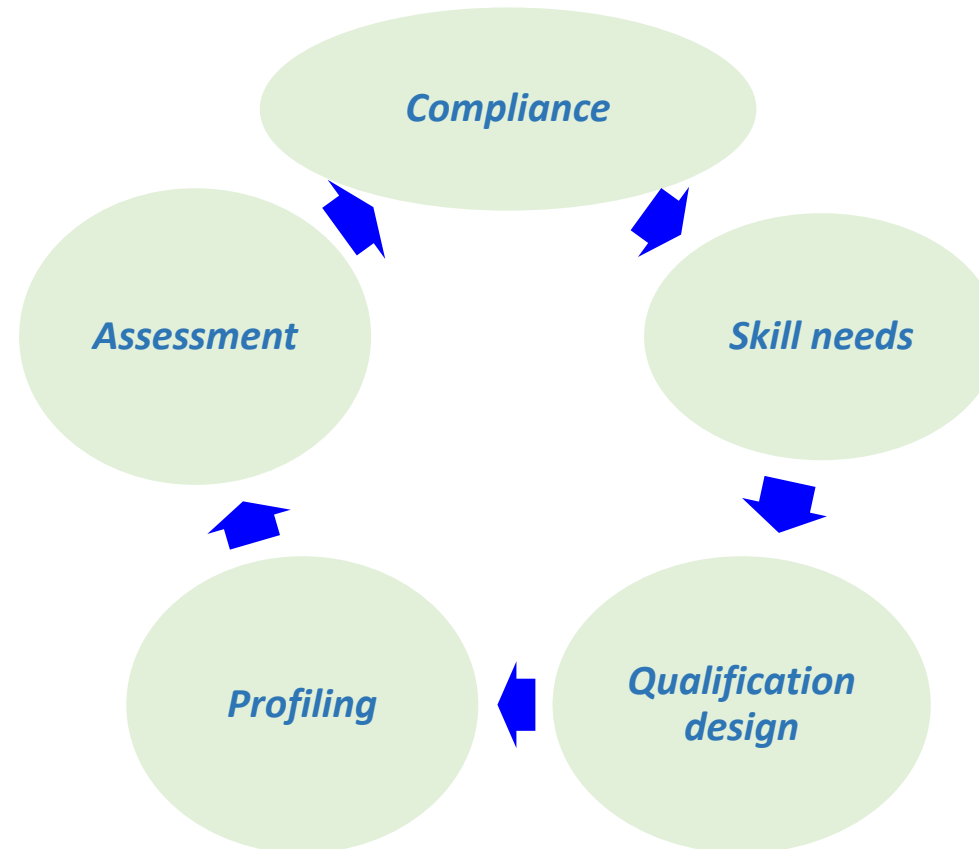 Compliance
Assessment
Skill needs
Qualification
design
Profiling